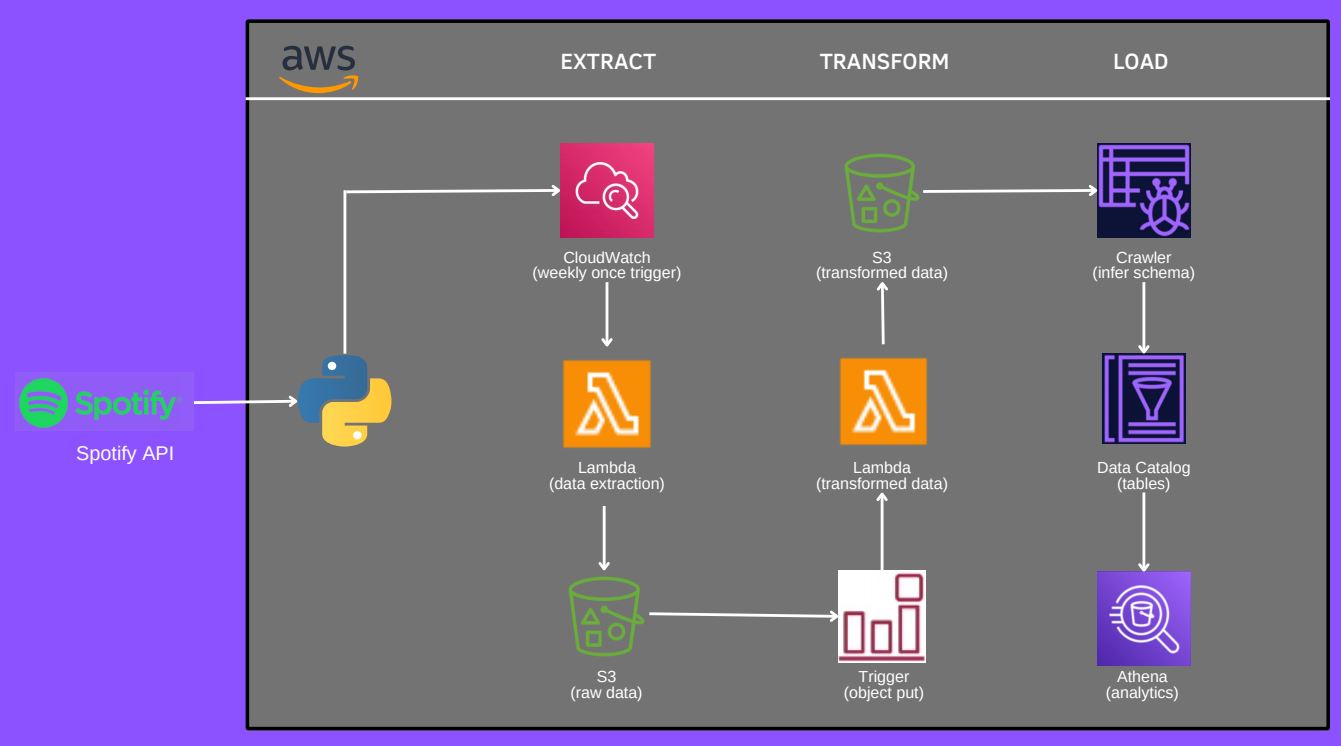 aws
EXTRACT
TRANSFORM
LOAD
CloudWatch
(weekly once trigger)
S3
(transformed data)
Crawler
(infer schema)
Spotify
Spotify API
Lambda
(data extraction)
Lambda
(transformed data)
Data Catalog
(tables)
S3
(raw data)
Trigger
(object put)
Athena
(analytics)